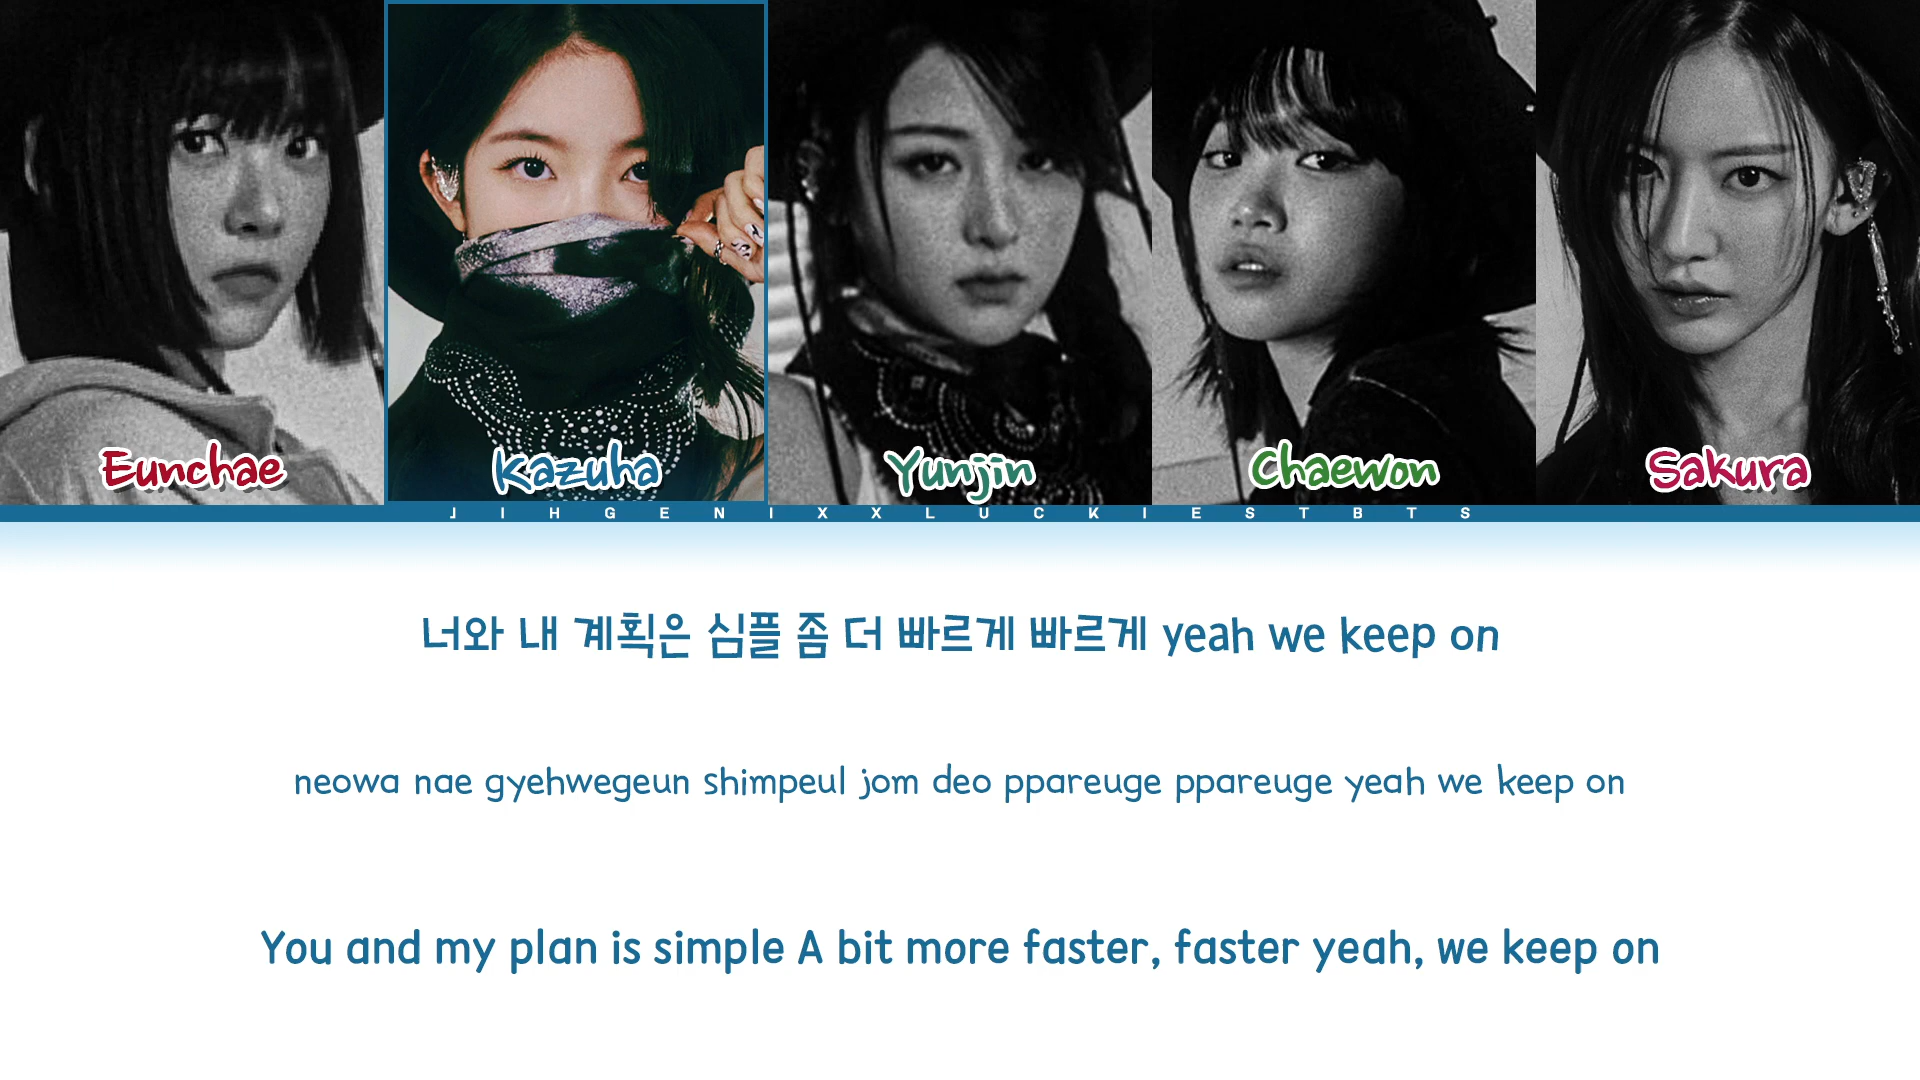 Eunchae
Kazuha
Yunjin
Chaewon
Sakura
JIHGENIXXLUCKIESTBTS
너와 내 계획은 심플 좀 더 빠르게 빠르게 yeah we keep on
neowa nae gyehwegeun shimpeul jom deo ppareuge ppareuge yeah we keep on
You and my plan is simple A bit more faster, faster yeah, we keep on